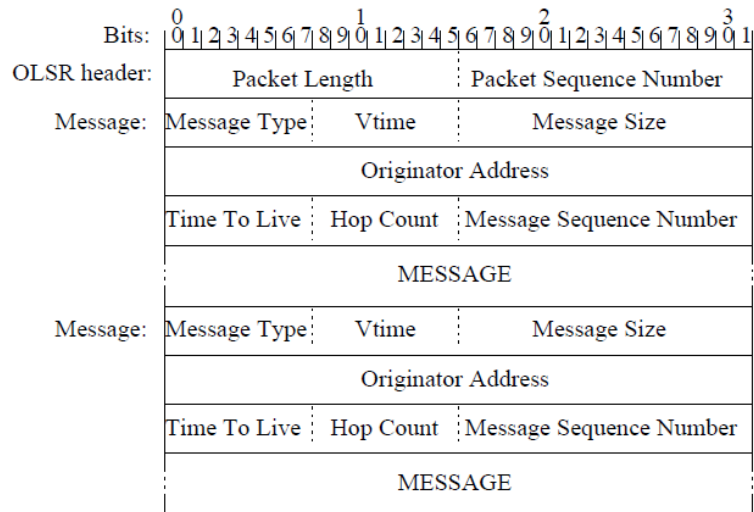 0 1 2 3
Bits: 0 1 2 3 4 5 6 7 8 9 0 1 2 3 4 5 6 7 8 9 0 1 2 3 4 5 6 7 8 9 0 1
OLSR header: Packet Length Packet Sequence Number
Message: Message Type Vtime Message Size
Originator Address
Time To Live Hop Count Message Sequence Number
MESSAGE
Message: Message Type Vtime Message Size
Originator Address
Time To Live Hop Count Message Sequence Number
MESSAGE